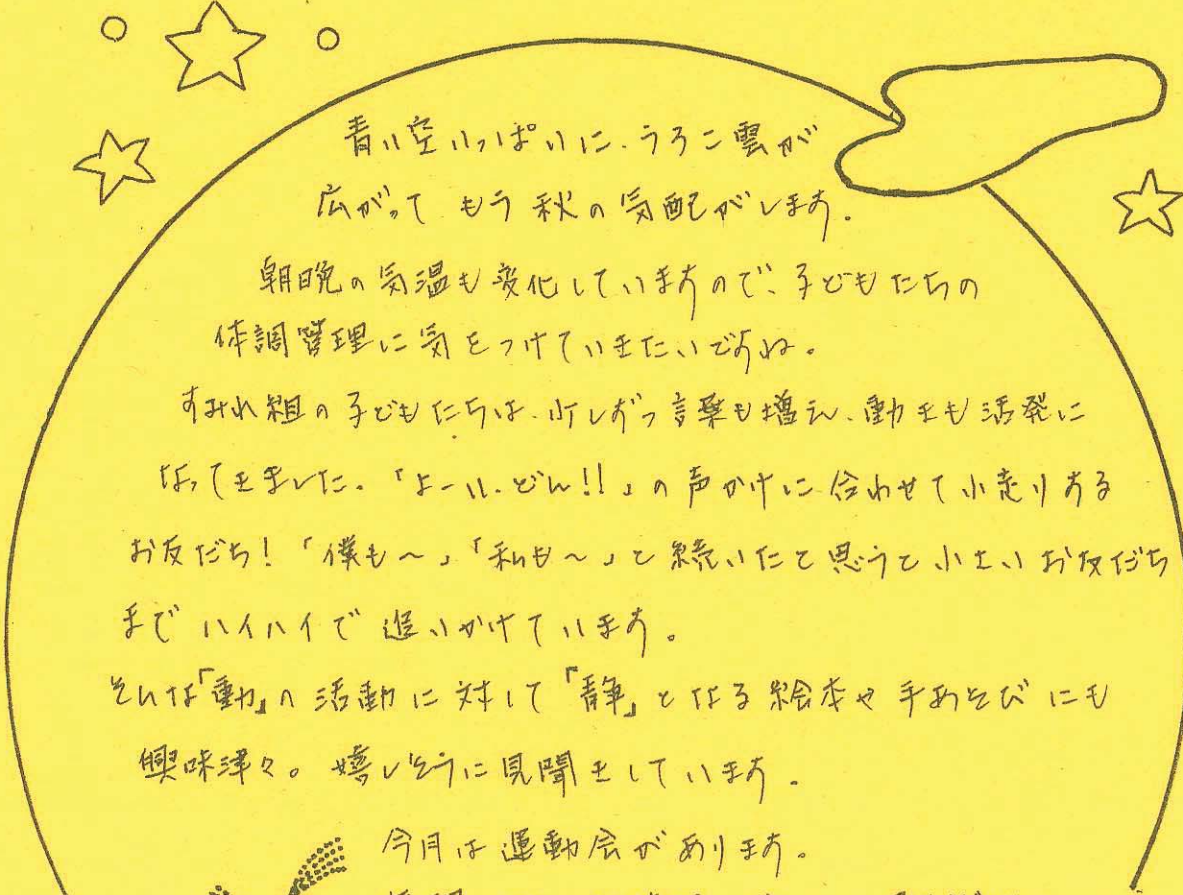 青い空いっぱいに、うろこ雲が
広がって もう 秋の気配がします。
朝晩の気温も変化していますので、子どもたちの
体調管理に気をつけていきたいですね。
すみれ組の子どもたちは、少しずつ言葉も増え、動きも活発に
なってきました。「よーい、どん!!」の声かけに合わせて小走りする
お友だち!「僕も〜」「私も〜」と続いたと思うと小さいお友だち
まで ハイハイで 追いかけています。
そんな「動」の活動に対して「静」となる絵本や手あそびにも
興味津々。嬉しそうに見聞きしています。
今月は運動会があります。